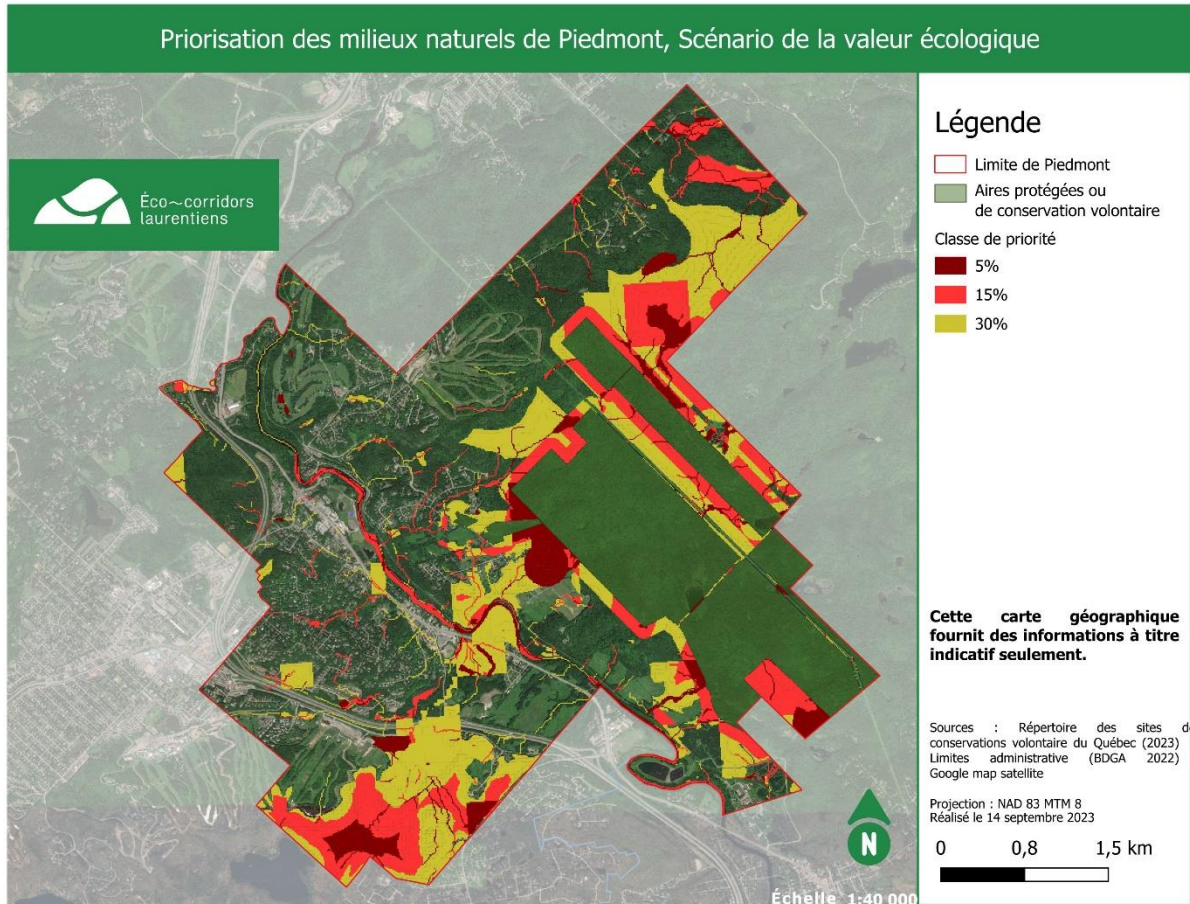 Priorisation des milieux naturels de Piedmont, Scénario de la valeur écologique
Éco~corridors
laurentiens
Légende
Limite de Piedmont
Aires protégées ou
de conservation volontaire
Classe de priorité
5%
15%
30%
Cette carte géographique
fournit des informations à titre
indicatif seulement.
Sources : Répertoire des sites de
conservations volontaire du Québec (2023)
Limites administrative (BDGA 2022)
Google map satellite
Projection : NAD 83 MTM 8
Réalisé le 14 septembre 2023
N
0 0,8 1,5 km
Échelle 1:40 000